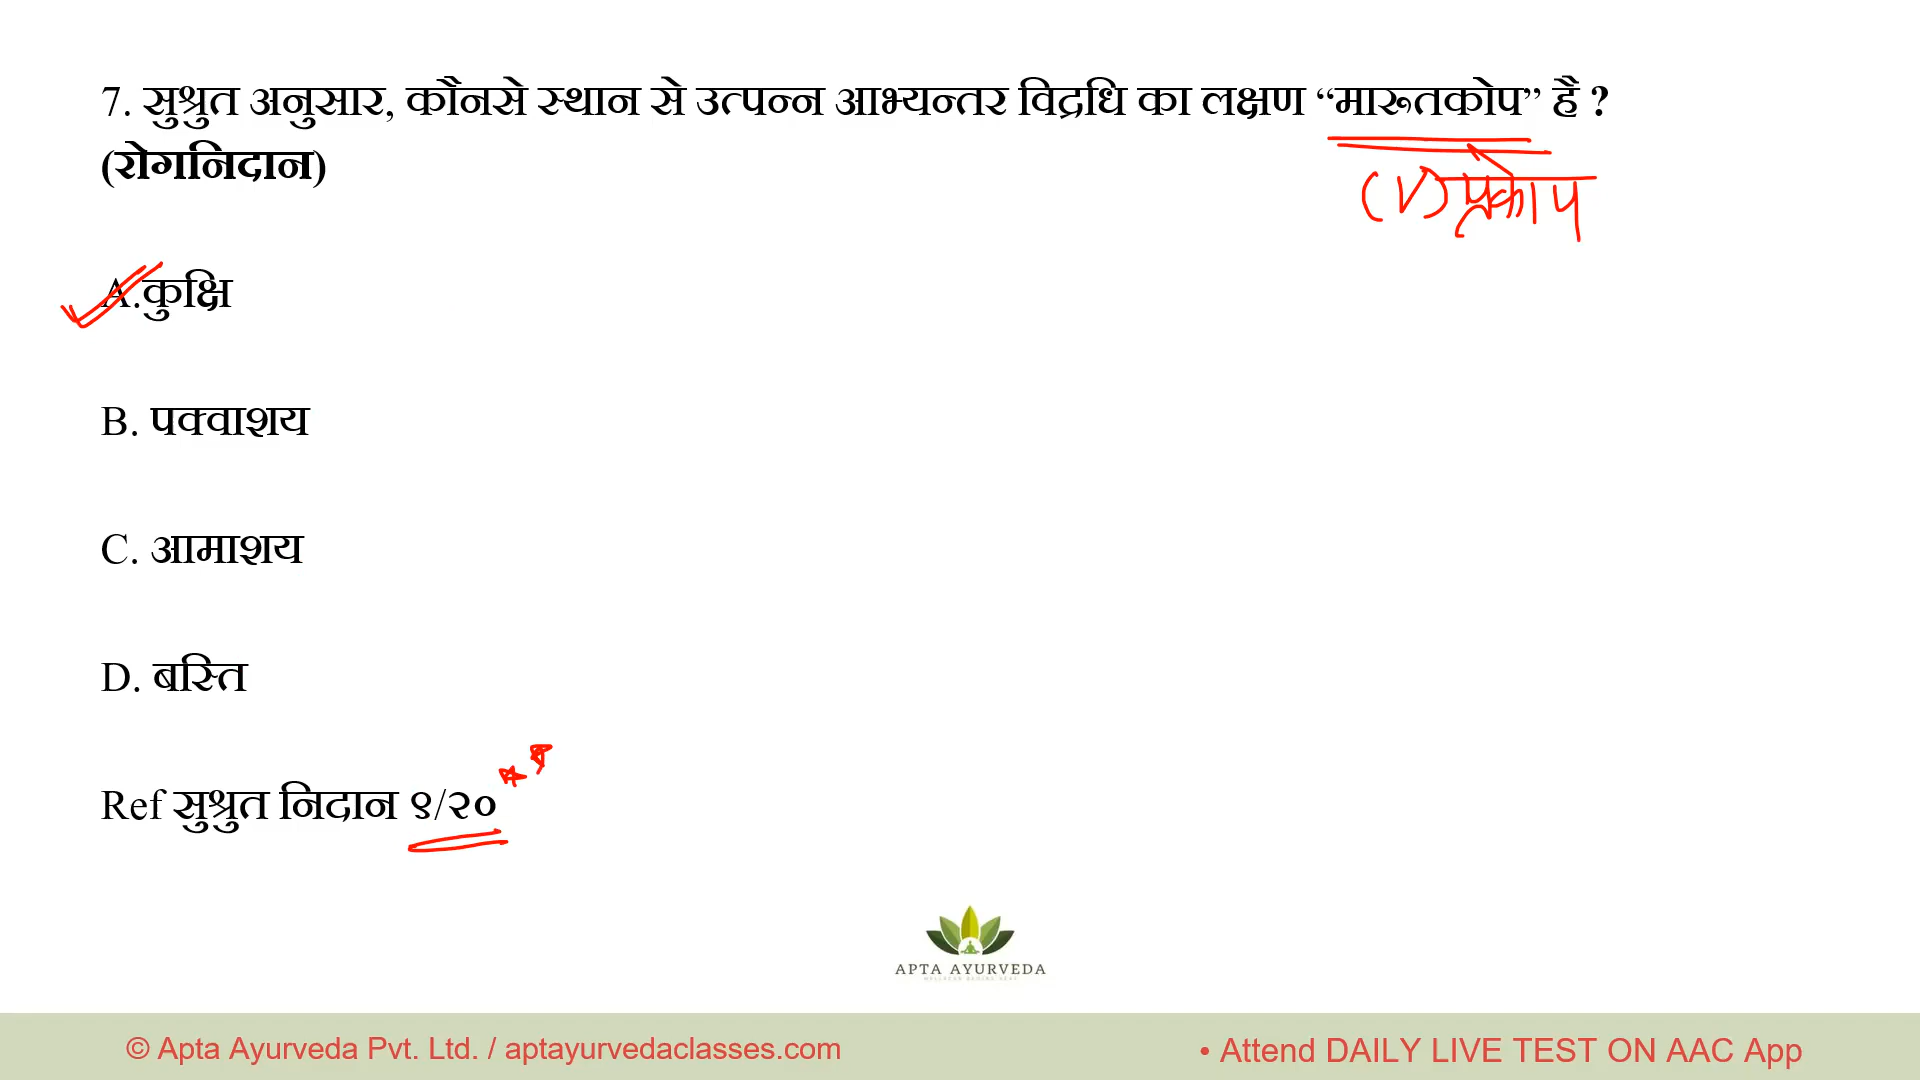 7. सुश्रुत अनुसार, कौनसे स्थान से उत्पन्न आभ्यन्तर विद्रधि का लक्षण “मारूतकोप” है ?
(रोगनिदान)
(V) प्रकोप
A.कुक्षि
B. पक्वाशय
C. आमाशय
D. बस्ति
Ref सुश्रुत निदान ९/२०
APTA AYURVEDA
© Apta Ayurveda Pvt. Ltd. / aptayurvedaclasses.com
• Attend DAILY LIVE TEST ON AAC App